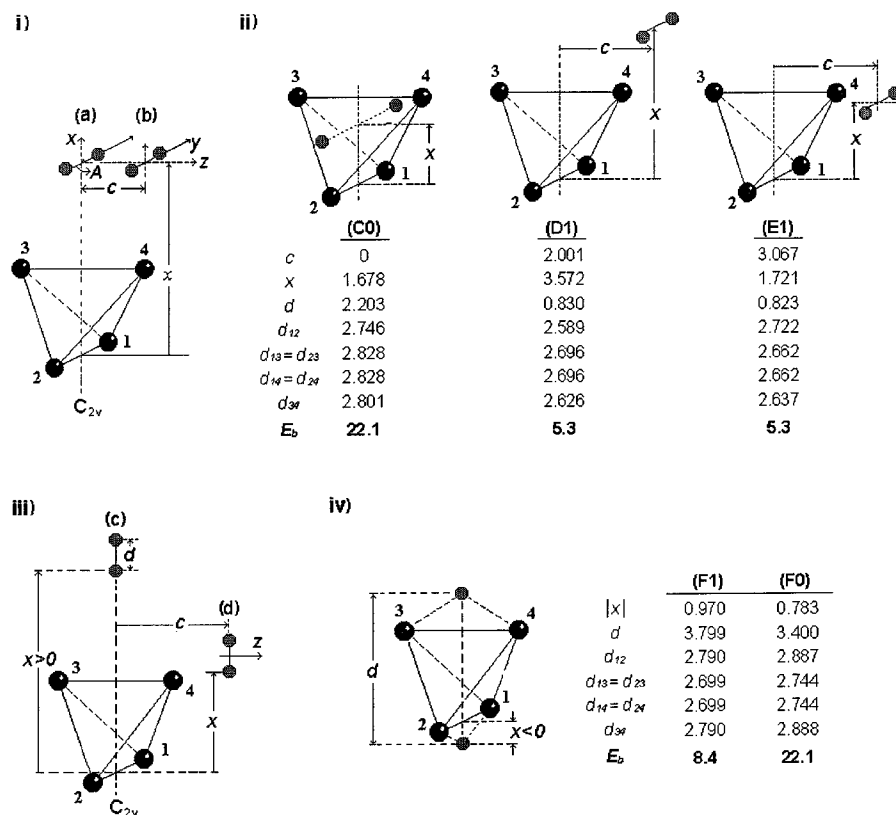 i)
(a) (b)
x y
A z
c
x
3 4
1
2
C2v
ii)
3 4
x
1
2
c
3 4
x
1
2
c
3 4
x
1
2
(C0) (D1) (E1)
c 0 2.001 3.067
x 1.678 3.572 1.721
d 2.203 0.830 0.823
d12 2.746 2.589 2.722
d13 = d23 2.828 2.696 2.662
d14 = d24 2.828 2.696 2.662
d34 2.801 2.626 2.637
Eb 22.1 5.3 5.3
iii)
(c)
d
(d)
c
z
x>0
3 4
x
1
2
C2v
iv)
3 4
d
1
2
x<0
(F1) (F0)
|x| 0.970 0.783
d 3.799 3.400
d12 2.790 2.887
d13 = d23 2.699 2.744
d14 = d24 2.699 2.744
d34 2.790 2.888
Eb 8.4 22.1